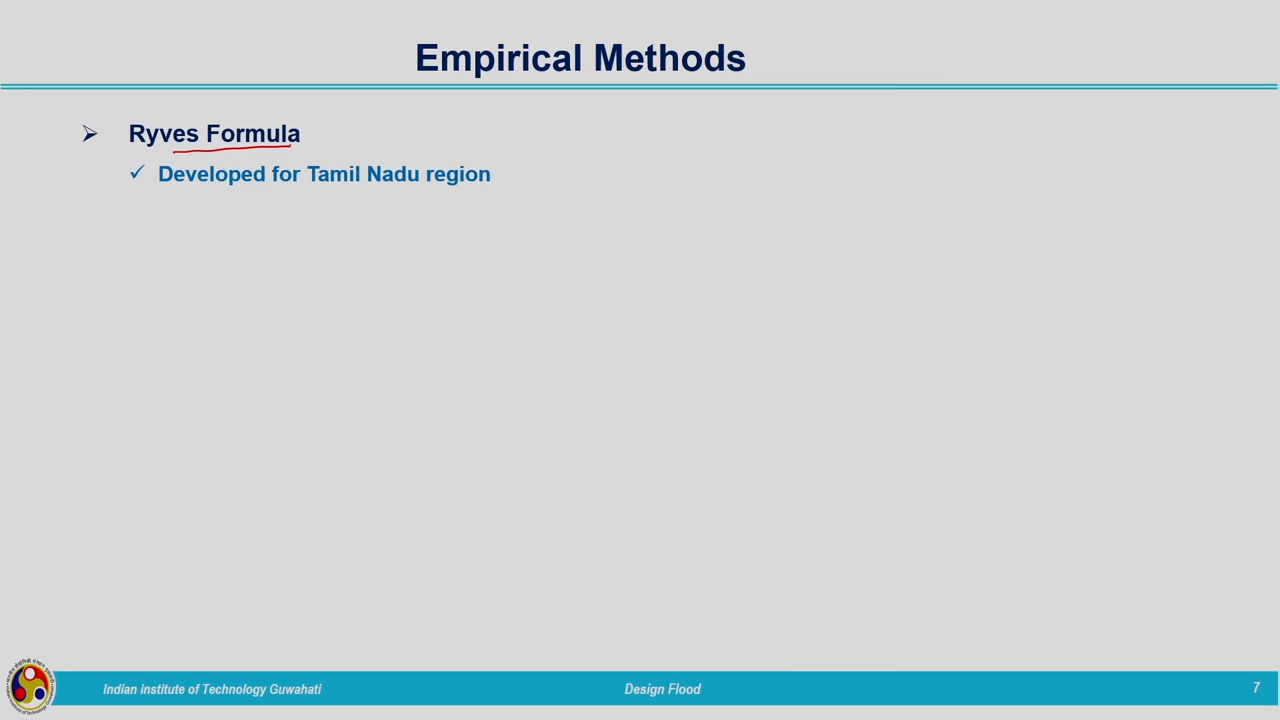 Empirical Methods
Ryves Formula
Developed for Tamil Nadu region
Indian institute of Technology Guwahati
Design Flood
7